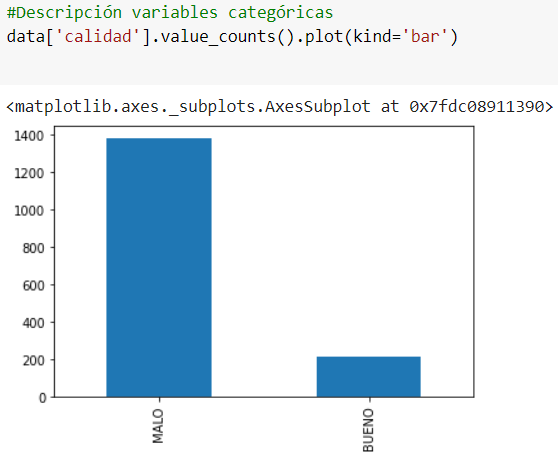 #Descripción variables categóricas
data['calidad'].value_counts().plot(kind='bar')
<matplotlib.axes._subplots.AxesSubplot at 0x7fdc08911390>
1400
1200
1000
800
600
400
200
0
MALO
BUENO